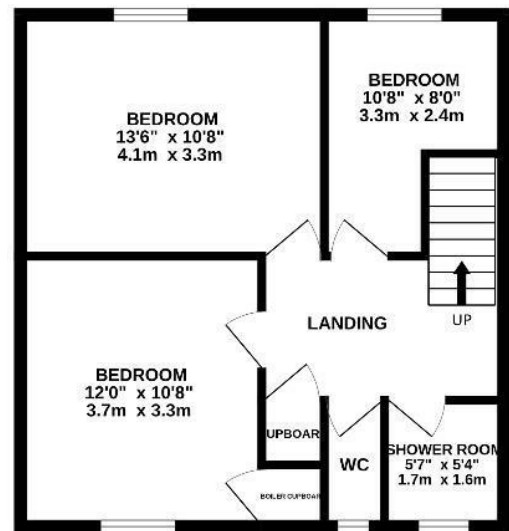 BEDROOM
13'6" x 10'8"
4.1m x 3.3m
BEDROOM
10'8" x 8'0"
3.3m x 2.4m
UP
LANDING
BEDROOM
12'0" x 10'8"
3.7m x 3.3m
UPBOAR
WC
SHOWER ROOM
5'7" x 5'4"
1.7m x 1.6m
BOILER CUPBOAR